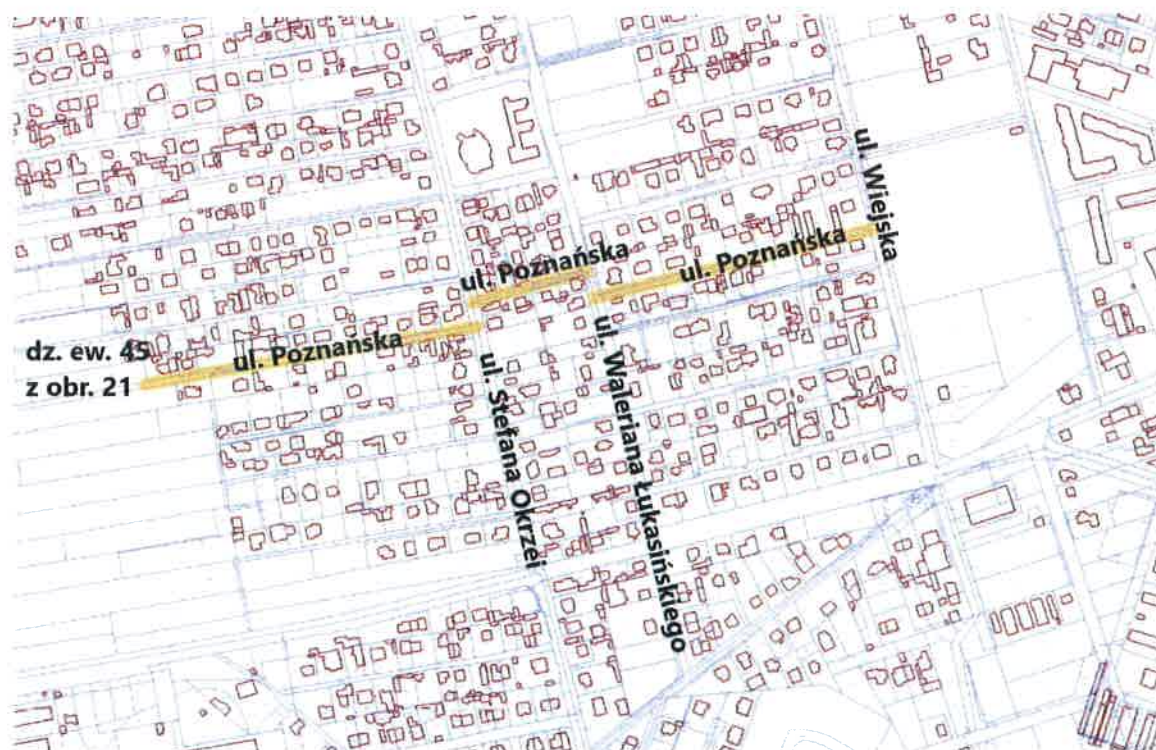 ul. Wiejska
ul. Poznańska
ul. Poznańska
dz. ew. 45
z obr. 21
ul. Poznańska
ul. Stefana Okrzei
ul. Waleriana Łukasińskiego